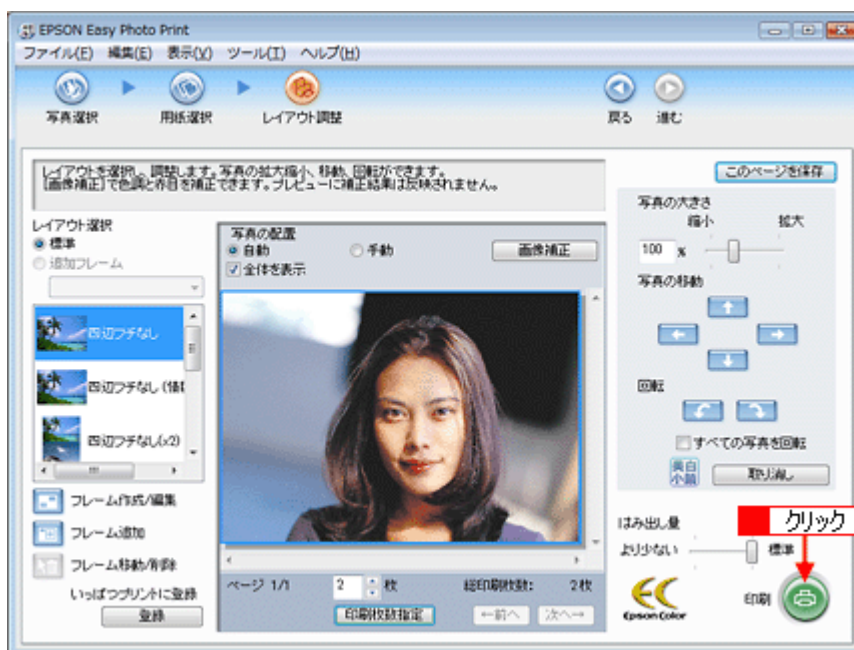 EPSON Easy Photo Print
ファイル(F) 編集(E) 表示(V) ツール(T) ヘルプ(H)
写真選択 用紙選択 レイアウト調整 戻る 進む
レイアウトを選択し、調整します。写真の拡大縮小、移動、回転ができます。
[画像補正]で色調と赤目を補正できます。プレビューに補正結果は反映されません。
このページを保存
レイアウト選択
標準
追加フレーム
四辺フチなし
四辺フチなし
四辺フチなし(x2)
フレーム作成/編集
フレーム追加
フレーム移動/削除
いっぱつプリントに登録
登録
写真の配置
自動 手動 画像補正
全体を表示
ページ 1/1 2 枚 総印刷枚数: 2枚
印刷枚数指定 ←前へ 次へ→
写真の大きさ
縮小 拡大
100 %
写真の移動
回転
すべての写真を回転
美白
小顔
取り消し
はみ出し量
クリック
より少ない 標準
Epson Color
印刷